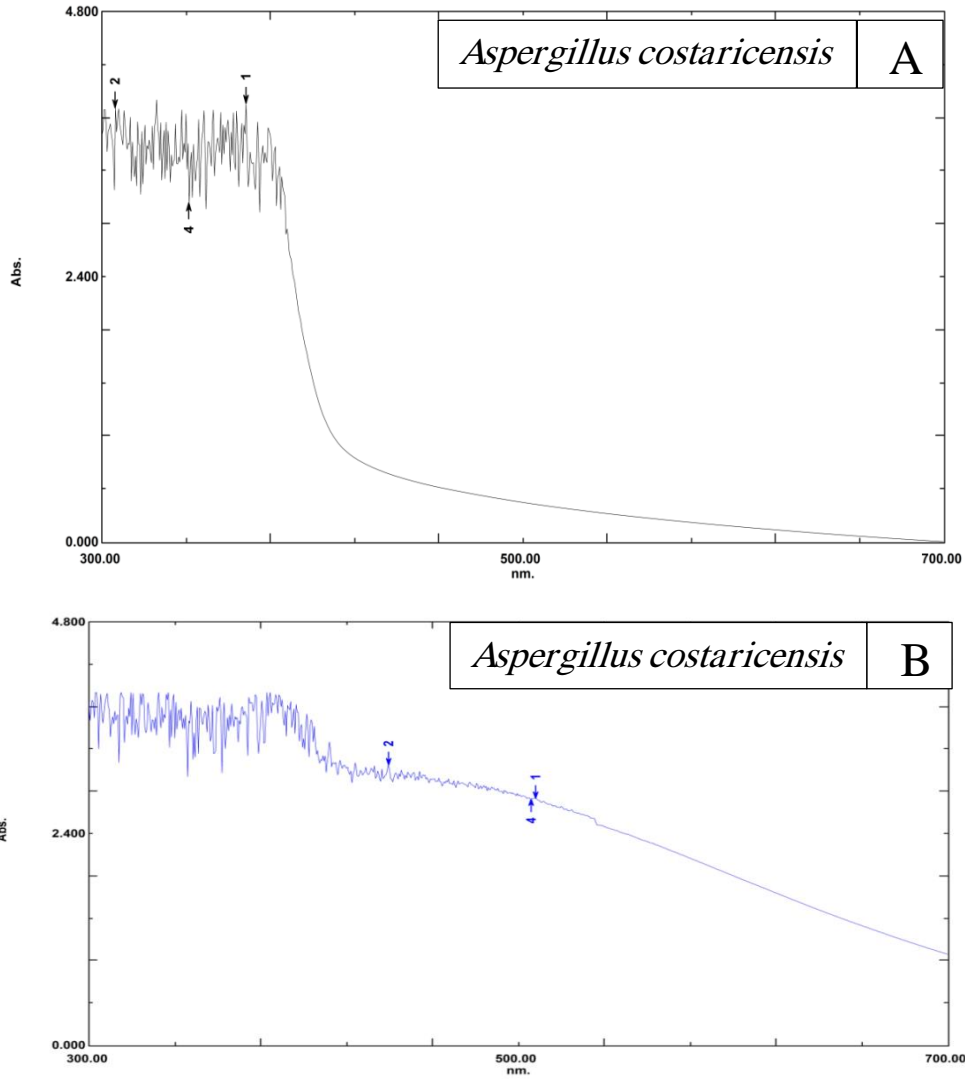 4.800
Aspergillus costaricensis A
2 1
4
Abs.
2.400
0.000
300.00 500.00 700.00
nm.
4.800
Aspergillus costaricensis B
2
1
4
Abs.
2.400
0.000
300.00 500.00 700.00
nm.